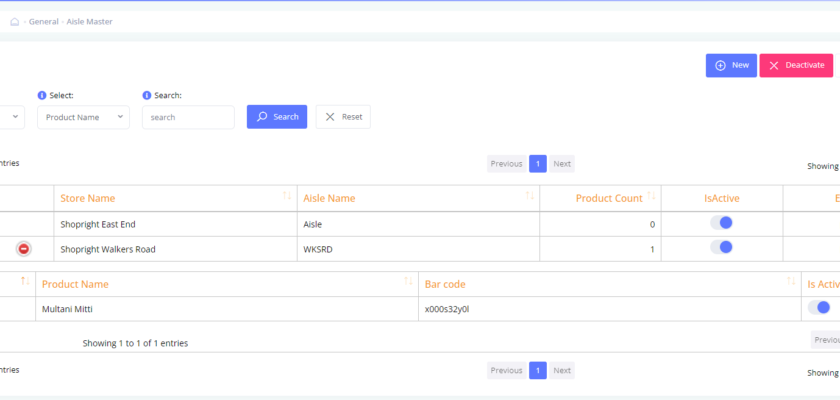 General - Aisle Master
New Deactivate
Select: Search:
Product Name search Search Reset
ntries Previous 1 Next Showing
Store Name Aisle Name Product Count IsActive E
Shopright East End Aisle 0
Shopright Walkers Road WKSRD 1
Product Name Bar code Is Activ
Multani Mitti x000s32y0l
Showing 1 to 1 of 1 entries Previou
ntries Previous 1 Next Showing